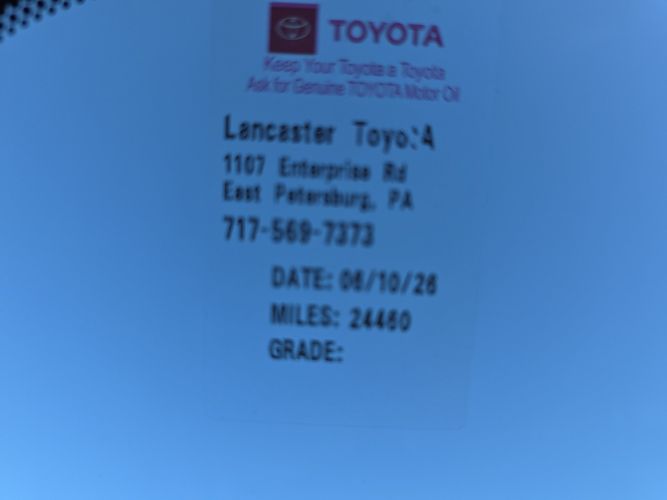 TOYOTA
Keep Your Toyota a Toyota
Ask for Genuine TOYOTA Motor Oil
Lancaster Toyo:A
1107 Enterprise Rd
East Petersburg, PA
717-569-7373
DATE: 06/10/26
MILES: 24460
GRADE: